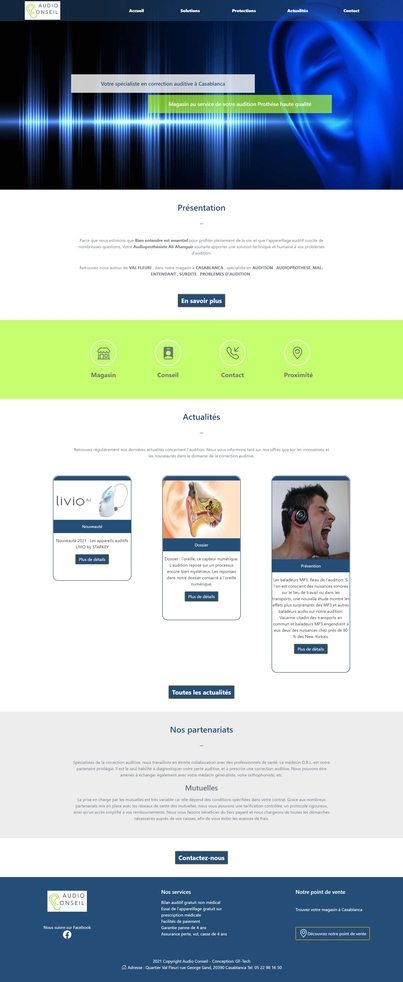 AUDIO
CONSEIL
Accueil
Solutions
Protections
Actualités
Contact
Votre spécialiste en correction auditive à Casablanca
Magasin au service de votre audition Prothèse haute qualité
Présentation
Parce que nous estimons que Bien entendre est essentiel pour profiter pleinement de la vie, et que l'appareillage auditif suscite de
nombreuses questions, Votre Audioprothésiste Ali Abanguir souhaite apporter une solution technique et humaine à vos problèmes
d'audition.
Retrouvez nous autour de VAL FLEURI , dans notre magasin à CASABLANCA , spécialisé en AUDITION , AUDIOPROTHESE ,MAL-
ENTENDANT , SURDITE , PROBLEMES D'AUDITION .
En savoir plus
Magasin
Conseil
Contact
Proximité
Actualités
Retrouvez régulièrement nos dernières actualités concernant l'audition. Nous vous informons tant sur nos offres que sur les innovations et
les nouveautés dans le domaine de la correction auditive.
livio AI
Nouveauté
Nouveauté 2021 : Les appareils auditifs
LIVIO by STARKEY
Plus de détails
Dossier
Dossier : l'oreille, ce capteur numérique.
L'audition repose sur un processus
encore bien mystérieux. Les réponses
dans notre dossier consacré à l'oreille
numérique.
Plus de détails
Prévention
Les baladeurs MP3, fléau de l'audition. Si
l'on est conscient des nuisances sonores
sur le lieu de travail ou dans les
transports, une nouvelle étude montre les
effets plus surprenants des MP3 et autres
baladeurs audio sur notre audition.
Vacarme citadin des transports en
commun et baladeurs MP3 engendrent à
eux deux des nuisances chez près de 90
% des New-Yorkais.
Plus de détails
Toutes les actualités
Nos partenariats
Spécialistes de la correction auditive, nous travaillons en étroite collaboration avec des professionnels de santé. Le médecin O.R.L. est notre
partenaire privilégié. Il est le seul habilité à diagnostiquer votre perte auditive, et à prescrire une correction auditive. Nous pouvons être
amenés à échanger également avec votre médecin généraliste, votre orthophoniste, etc.
Mutuelles
La prise en charge par les mutuelles est très variable car elle dépend des conditions spécifiées dans votre contrat. Grace aux nombreux
partenariats mis en place avec les réseaux de santé des mutuelles, nous vous assurons une tarification contrôlée, un protocole rigoureux,
ainsi qu'un accès simplifié à vos remboursements. Nous vous faisons bénéficier du tiers payant et nous chargeons de toutes les démarches
nécessaires auprès de vos caisses, afin de vous éviter les avances de frais.
Contactez-nous
AUDIO
CONSEIL
Nous suivre sur Facebook
Nos services
Bilan auditif gratuit non médical
Essai de l'appareillage gratuit sur
prescription médicale
Facilités de paiement
Garantie panne de 4 ans
Assurance perte, vol, casse de 4 ans
Notre point de vente
Trouvez votre magasin à Casablanca
Découvrez notre point de vente
2021 Copyright Audio Conseil - Conception: GF-Tech
Adresse : Quartier Val Fleuri rue George Sand, 20390 Casablanca Tel: 05 22 98 14 50